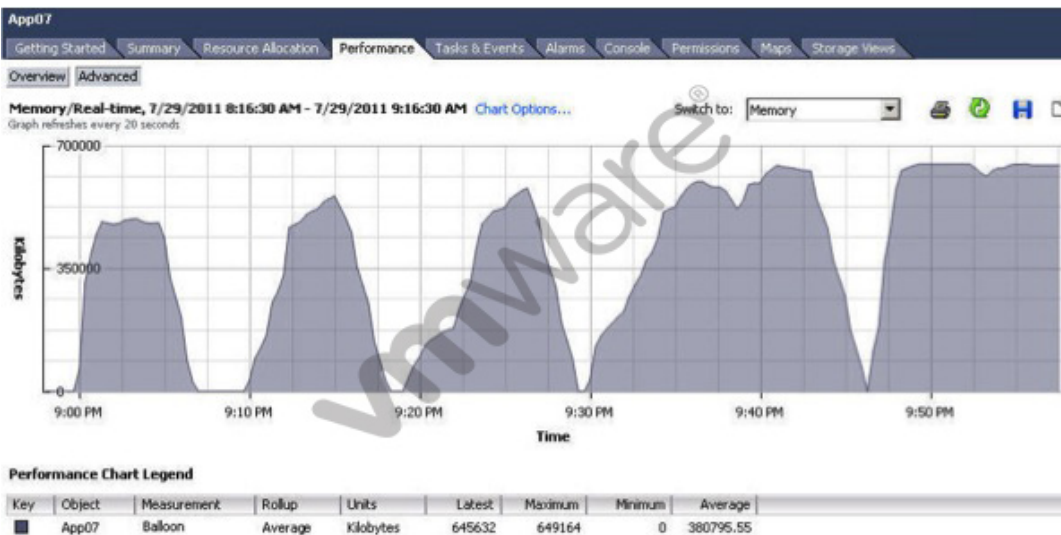 App07
Getting Started Summary Resource Allocation Performance Tasks & Events Alarms Console Permissions Maps Storage Views
Overview Advanced
Memory/Real-time, 7/29/2011 8:16:30 AM - 7/29/2011 9:16:30 AM Chart Options... Switch to: Memory
Graph refreshes every 20 seconds
700000
Kilobytes
350000
0
9:00 PM 9:10 PM 9:20 PM 9:30 PM 9:40 PM 9:50 PM
Time
vmware®
Performance Chart Legend
Key Object Measurement Rollup Units Latest Maximum Minimum Average
App07 Balloon Average Kilobytes 645632 649164 0 380795.55